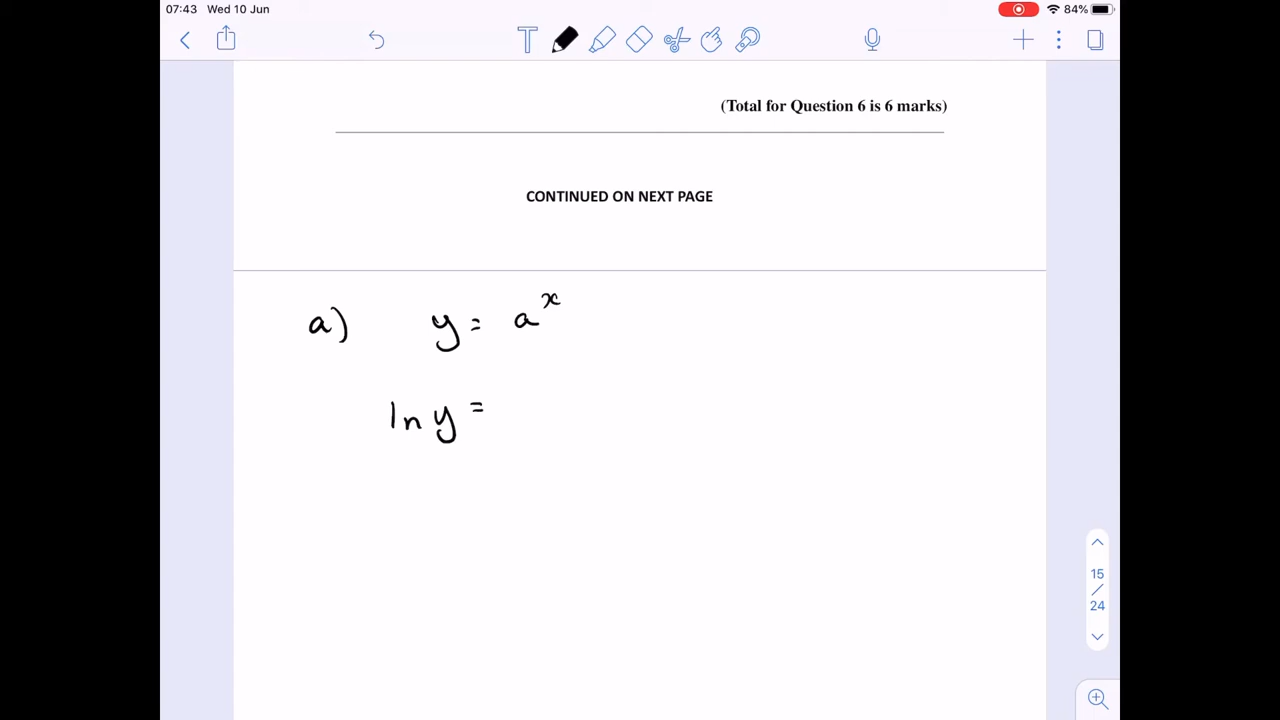 07:43 Wed 10 Jun 84%
T
(Total for Question 6 is 6 marks)
CONTINUED ON NEXT PAGE
a) y = a^x
ln y =
15
/
24